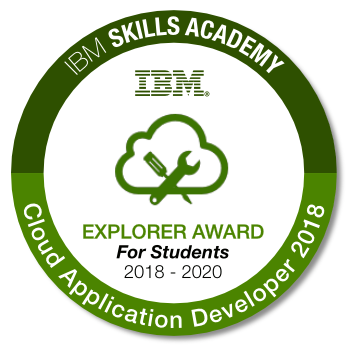 IBM SKILLS ACADEMY
IBM®
EXPLORER AWARD
For Students
2018 - 2020
Cloud Application Developer 2018